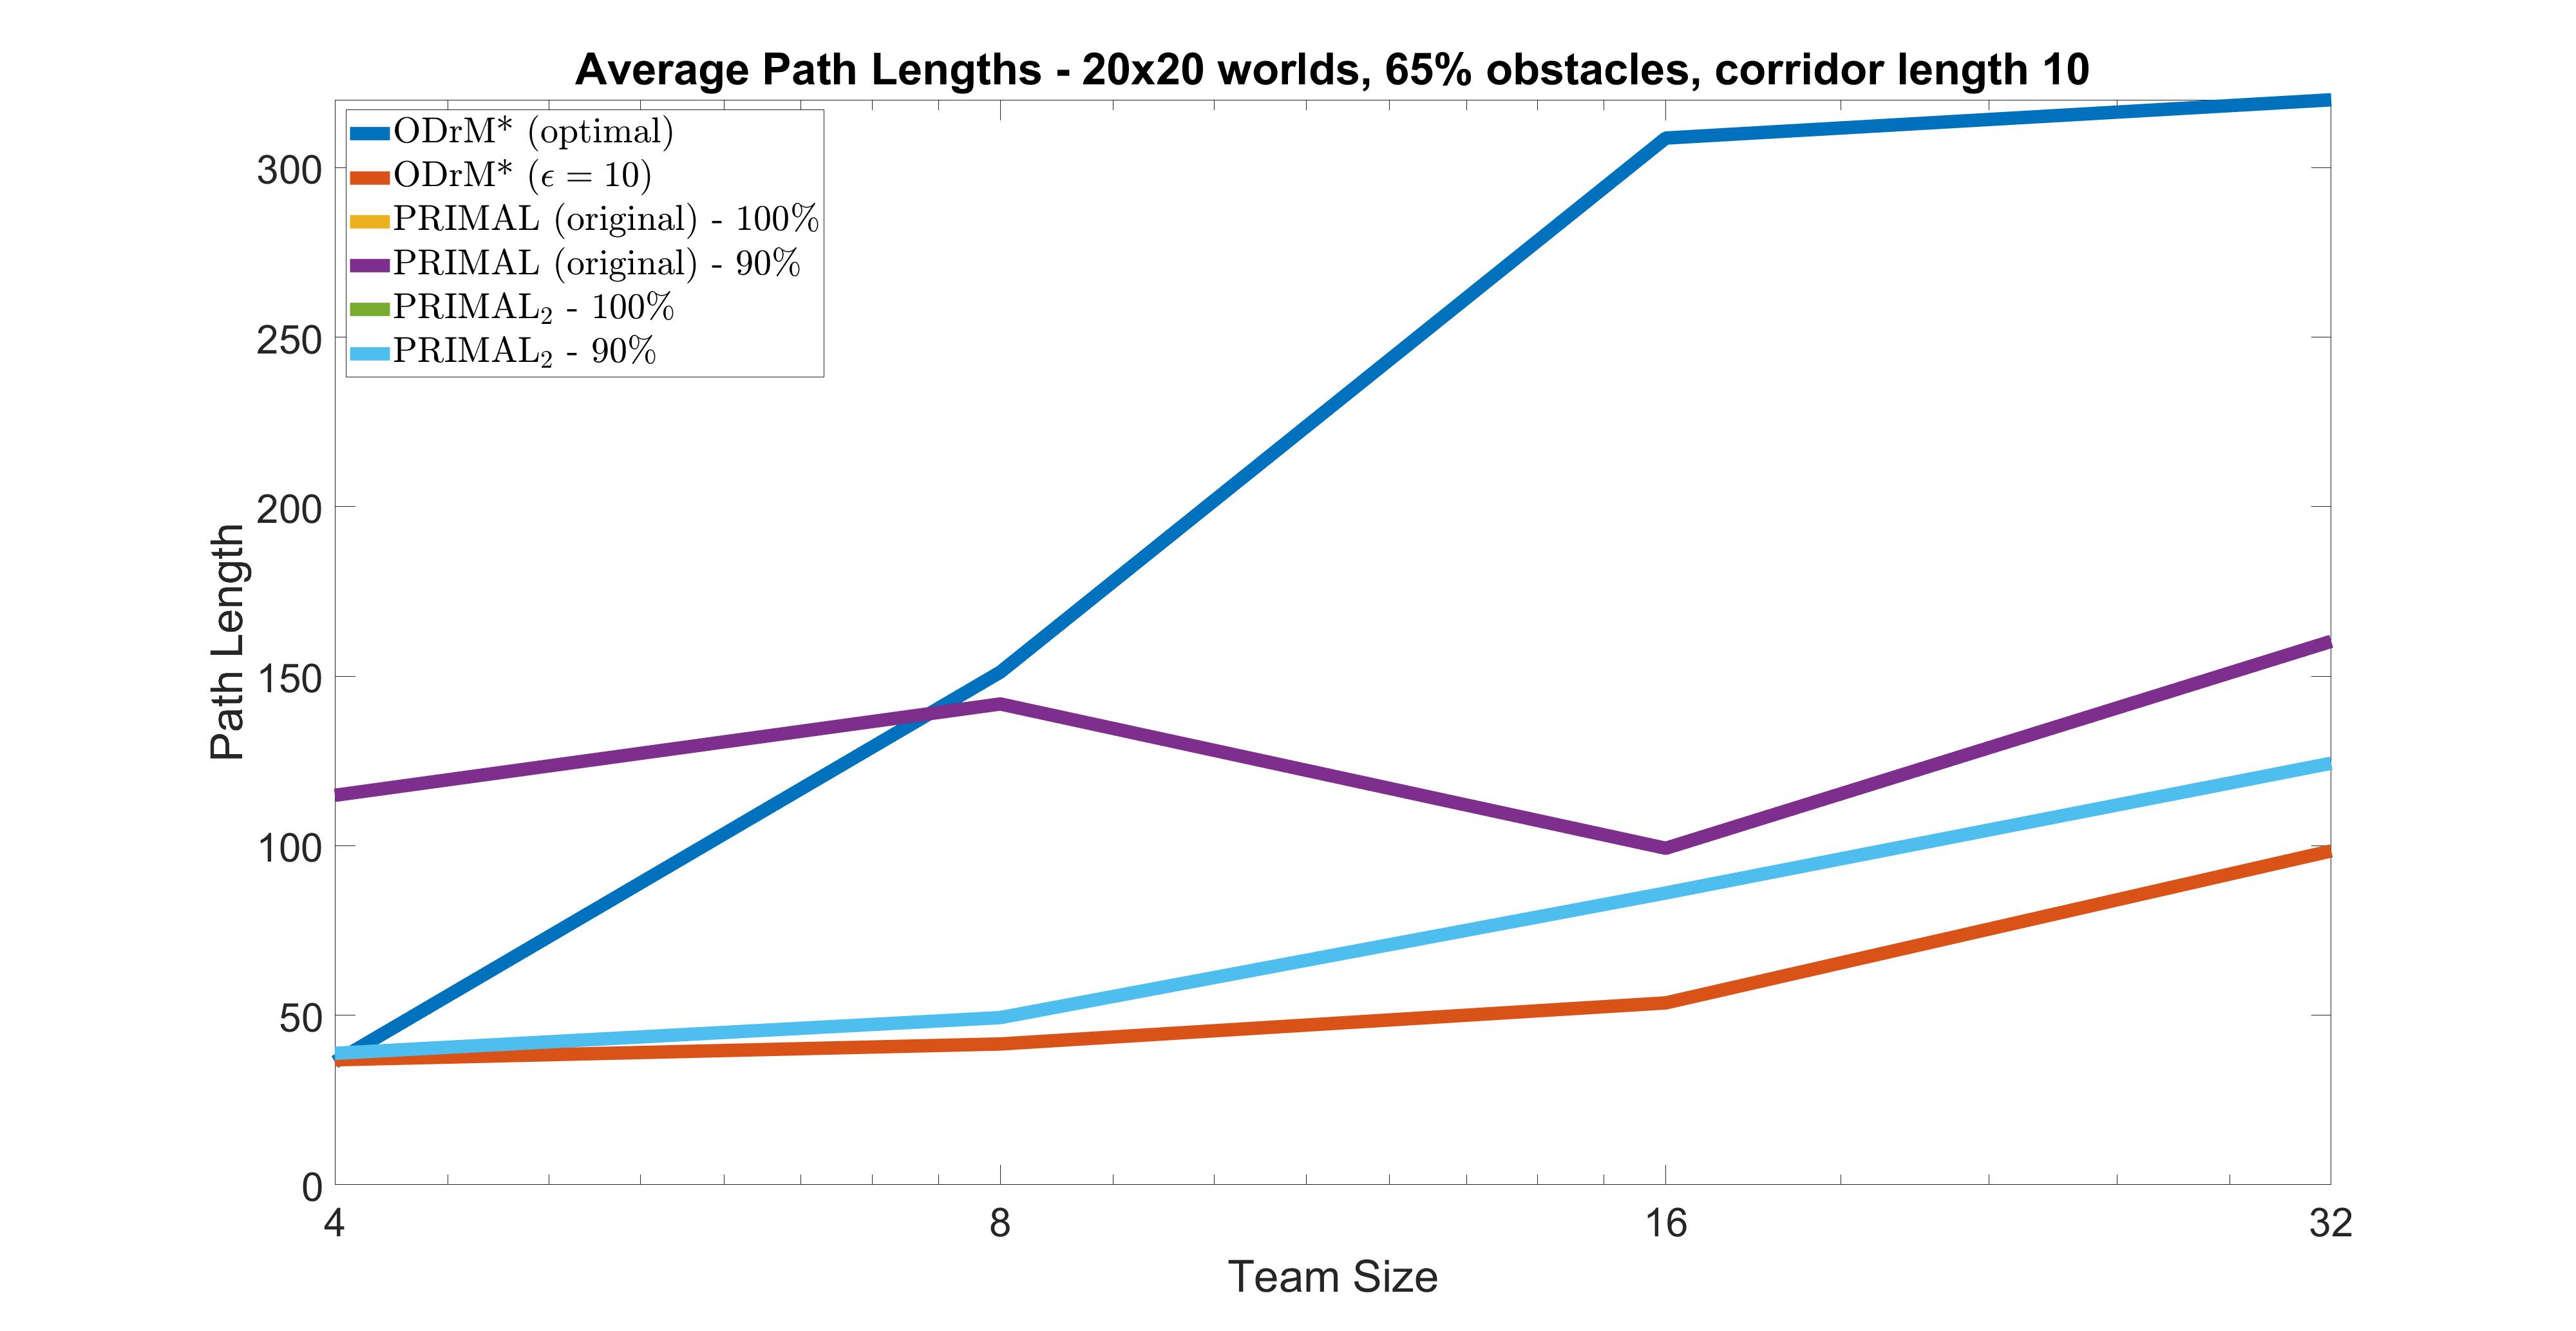 Average Path Lengths - 20x20 worlds, 65% obstacles, corridor length 10
ODrM* (optimal)
ODrM* (ϵ = 10)
PRIMAL (original) - 100%
PRIMAL (original) - 90%
PRIMAL₂ - 100%
PRIMAL₂ - 90%
300
250
200
150
100
50
0
Path Length
4
8
16
32
Team Size